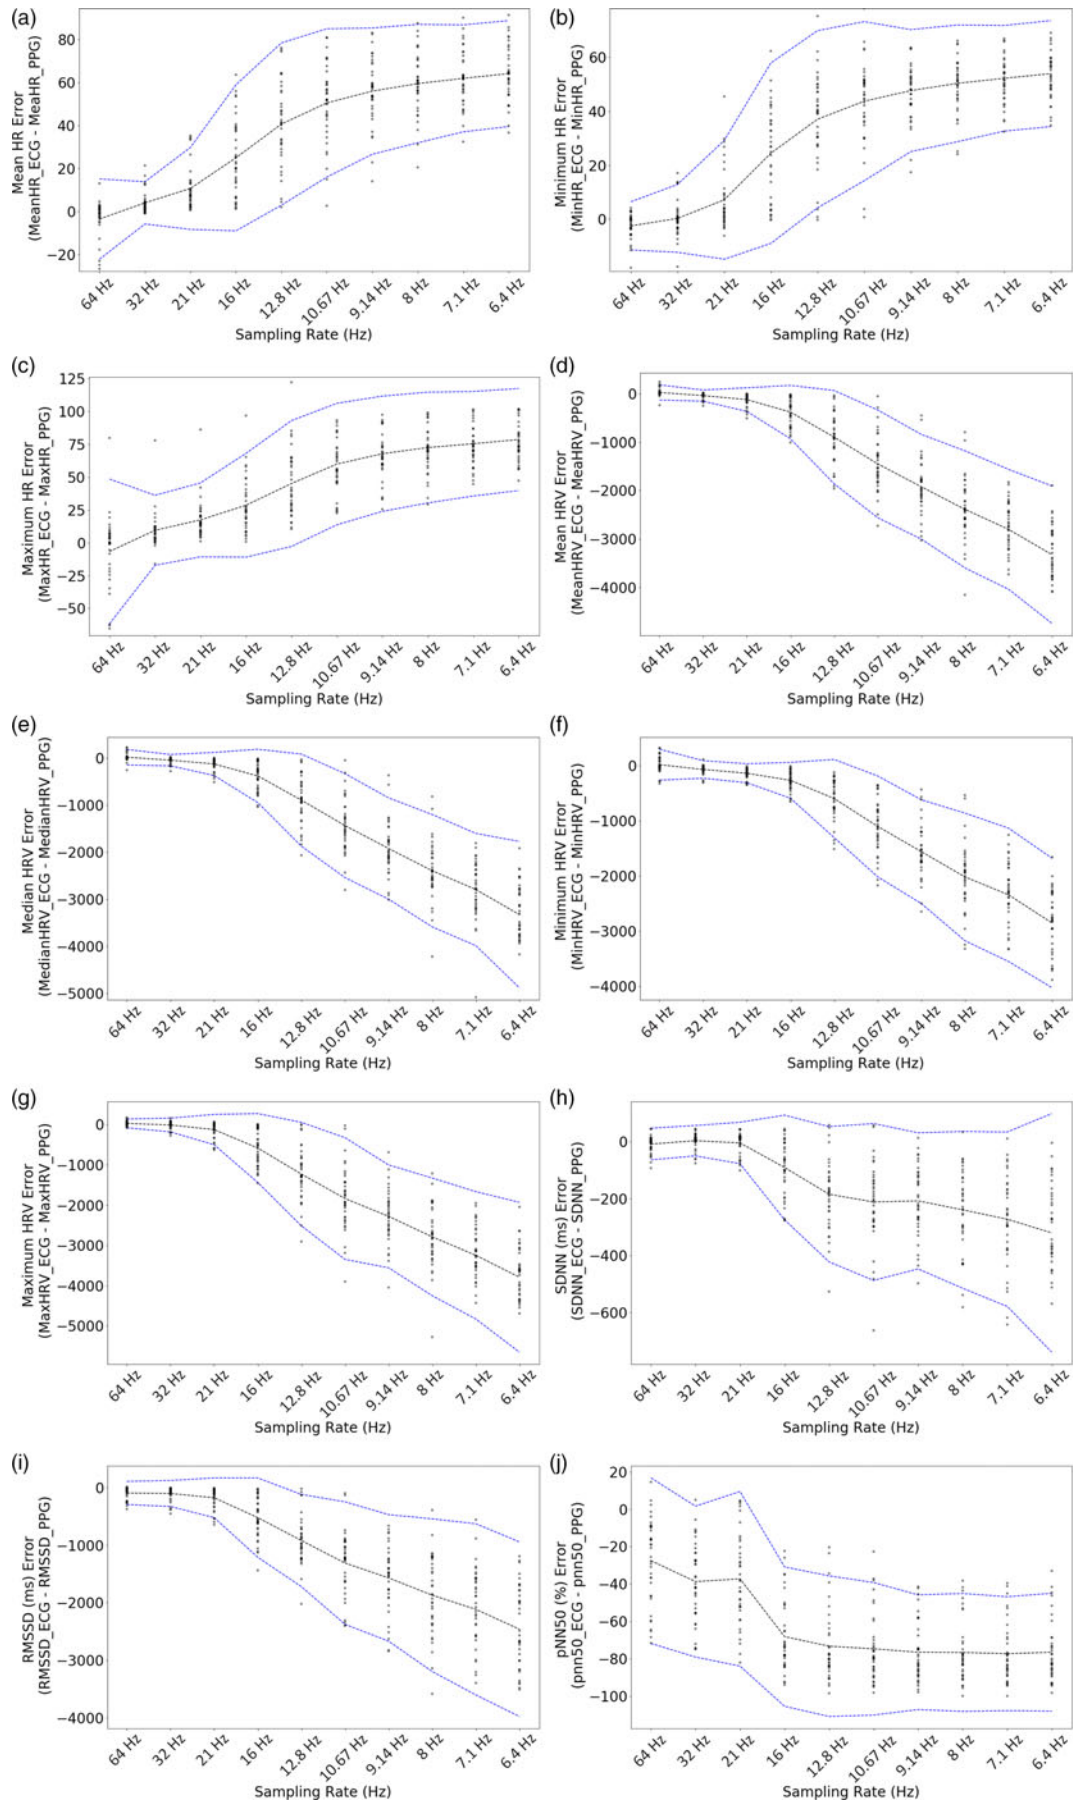 (a)
Mean HR Error
(MeanHR_ECG - MeaHR_PPG)
80
60
40
20
0
−20
64 Hz
32 Hz
21 Hz
16 Hz
12.8 Hz
10.67 Hz
9.14 Hz
8 Hz
7.1 Hz
6.4 Hz
Sampling Rate (Hz)
(b)
Minimum HR Error
(MinHR_ECG - MinHR_PPG)
60
40
20
0
64 Hz
32 Hz
21 Hz
16 Hz
12.8 Hz
10.67 Hz
9.14 Hz
8 Hz
7.1 Hz
6.4 Hz
Sampling Rate (Hz)
(c)
Maximum HR Error
(MaxHR_ECG - MaxHR_PPG)
125
100
75
50
25
0
−25
−50
64 Hz
32 Hz
21 Hz
16 Hz
12.8 Hz
10.67 Hz
9.14 Hz
8 Hz
7.1 Hz
6.4 Hz
Sampling Rate (Hz)
(d)
Mean HRV Error
(MeanHRV_ECG - MeaHRV_PPG)
0
−1000
−2000
−3000
−4000
64 Hz
32 Hz
21 Hz
16 Hz
12.8 Hz
10.67 Hz
9.14 Hz
8 Hz
7.1 Hz
6.4 Hz
Sampling Rate (Hz)
(e)
Median HRV Error
(MedianHRV_ECG - MedianHRV_PPG)
0
−1000
−2000
−3000
−4000
−5000
64 Hz
32 Hz
21 Hz
16 Hz
12.8 Hz
10.67 Hz
9.14 Hz
8 Hz
7.1 Hz
6.4 Hz
Sampling Rate (Hz)
(f)
Minimum HRV Error
(MinHRV_ECG - MinHRV_PPG)
0
−1000
−2000
−3000
−4000
64 Hz
32 Hz
21 Hz
16 Hz
12.8 Hz
10.67 Hz
9.14 Hz
8 Hz
7.1 Hz
6.4 Hz
Sampling Rate (Hz)
(g)
Maximum HRV Error
(MaxHRV_ECG - MaxHRV_PPG)
0
−1000
−2000
−3000
−4000
−5000
64 Hz
32 Hz
21 Hz
16 Hz
12.8 Hz
10.67 Hz
9.14 Hz
8 Hz
7.1 Hz
6.4 Hz
Sampling Rate (Hz)
(h)
SDNN (ms) Error
(SDNN_ECG - SDNN_PPG)
0
−200
−400
−600
64 Hz
32 Hz
21 Hz
16 Hz
12.8 Hz
10.67 Hz
9.14 Hz
8 Hz
7.1 Hz
6.4 Hz
Sampling Rate (Hz)
(i)
RMSSD (ms) Error
(RMSSD_ECG - RMSSD_PPG)
0
−1000
−2000
−3000
−4000
64 Hz
32 Hz
21 Hz
16 Hz
12.8 Hz
10.67 Hz
9.14 Hz
8 Hz
7.1 Hz
6.4 Hz
Sampling Rate (Hz)
(j)
pNN50 (%) Error
(pnn50_ECG - pnn50_PPG)
20
0
−20
−40
−60
−80
−100
64 Hz
32 Hz
21 Hz
16 Hz
12.8 Hz
10.67 Hz
9.14 Hz
8 Hz
7.1 Hz
6.4 Hz
Sampling Rate (Hz)